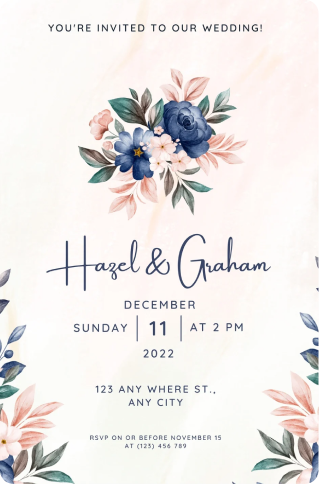 YOU'RE INVITED TO OUR WEDDING!
Hazel & Graham
DECEMBER
SUNDAY 11 AT 2 PM
2022
123 ANY WHERE ST.,
ANY CITY
RSVP ON OR BEFORE NOVEMBER 15
AT (123) 456 789